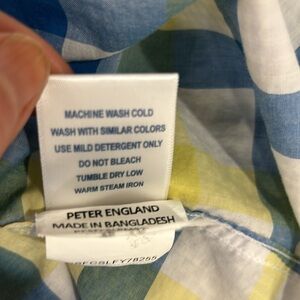 MACHINE WASH COLD
WASH WITH SIMILAR COLORS
USE MILD DETERGENT ONLY
DO NOT BLEACH
TUMBLE DRY LOW
WARM STEAM IRON
PETER ENGLAND
MADE IN BANGLADESH